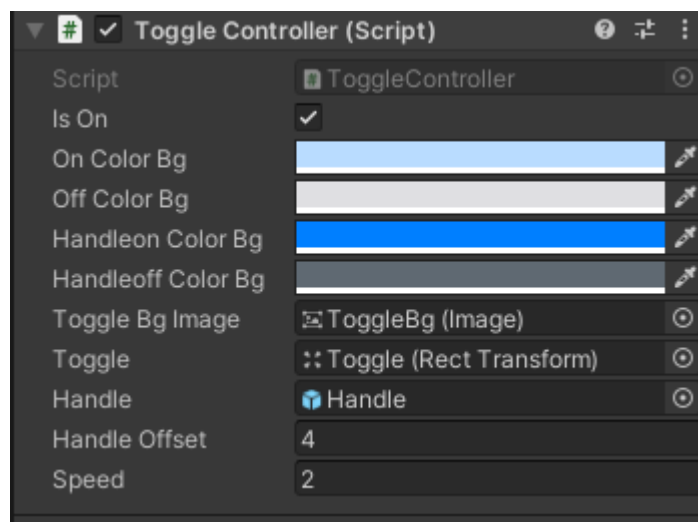 Toggle Controller (Script)
Script ToggleController
Is On
On Color Bg
Off Color Bg
Handleon Color Bg
Handleoff Color Bg
Toggle Bg Image ToggleBg (Image)
Toggle Toggle (Rect Transform)
Handle Handle
Handle Offset 4
Speed 2